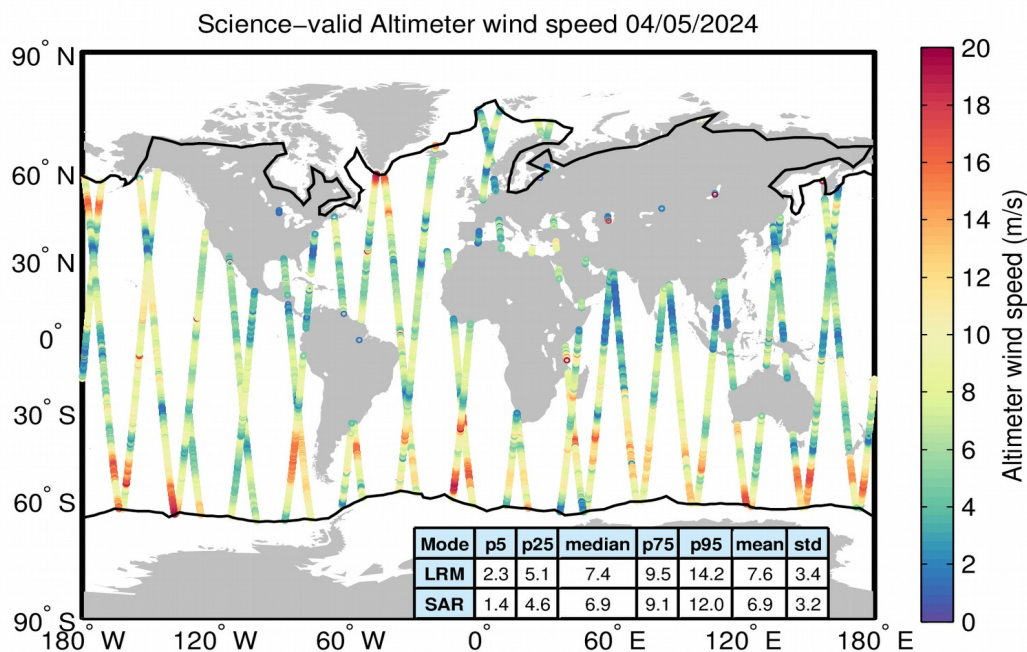 Science−valid Altimeter wind speed 04/05/2024
90° N
60° N
30° N
0°
30° S
60° S
90° S
180° W
120° W
60° W
0°
60° E
120° E
180° E
Mode p5 p25 median p75 p95 mean std
LRM 2.3 5.1 7.4 9.5 14.2 7.6 3.4
SAR 1.4 4.6 6.9 9.1 12.0 6.9 3.2
20
18
16
14
12
10
8
6
4
2
0
Altimeter wind speed (m/s)